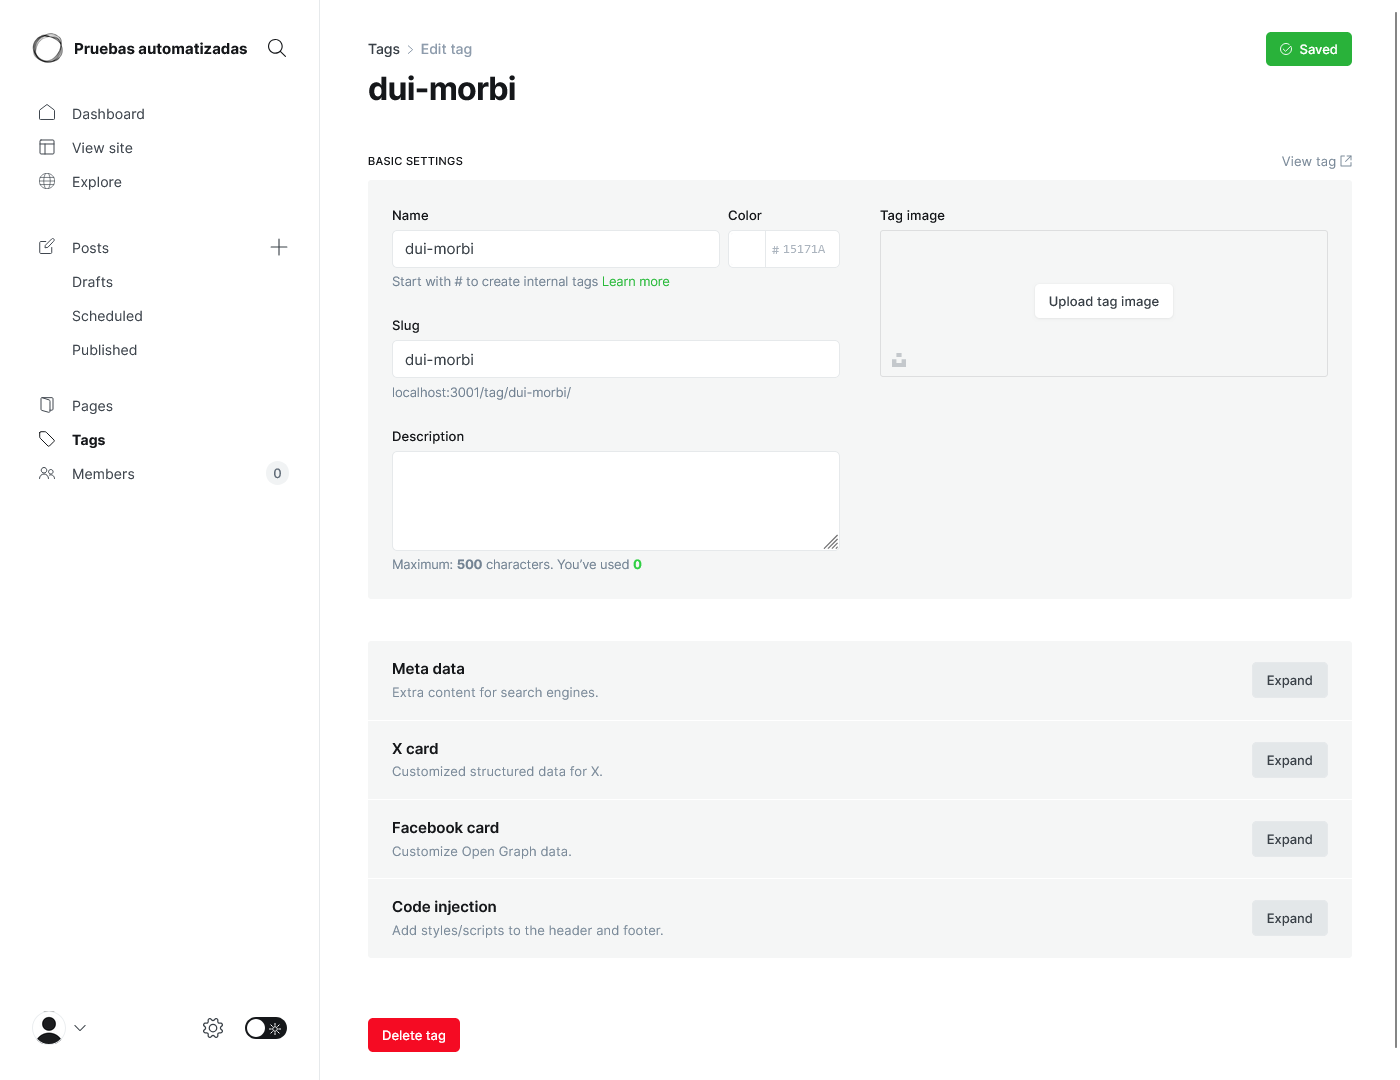 Pruebas automatizadas
Dashboard
View site
Explore
Posts
Drafts
Scheduled
Published
Pages
Tags
Members
0
Tags > Edit tag
Saved
dui-morbi
BASIC SETTINGS
View tag
Name
dui-morbi
Start with # to create internal tags Learn more
Color
# 15171A
Slug
dui-morbi
localhost:3001/tag/dui-morbi/
Description
Maximum: 500 characters. You’ve used 0
Tag image
Upload tag image
Meta data
Extra content for search engines.
Expand
X card
Customized structured data for X.
Expand
Facebook card
Customize Open Graph data.
Expand
Code injection
Add styles/scripts to the header and footer.
Expand
Delete tag